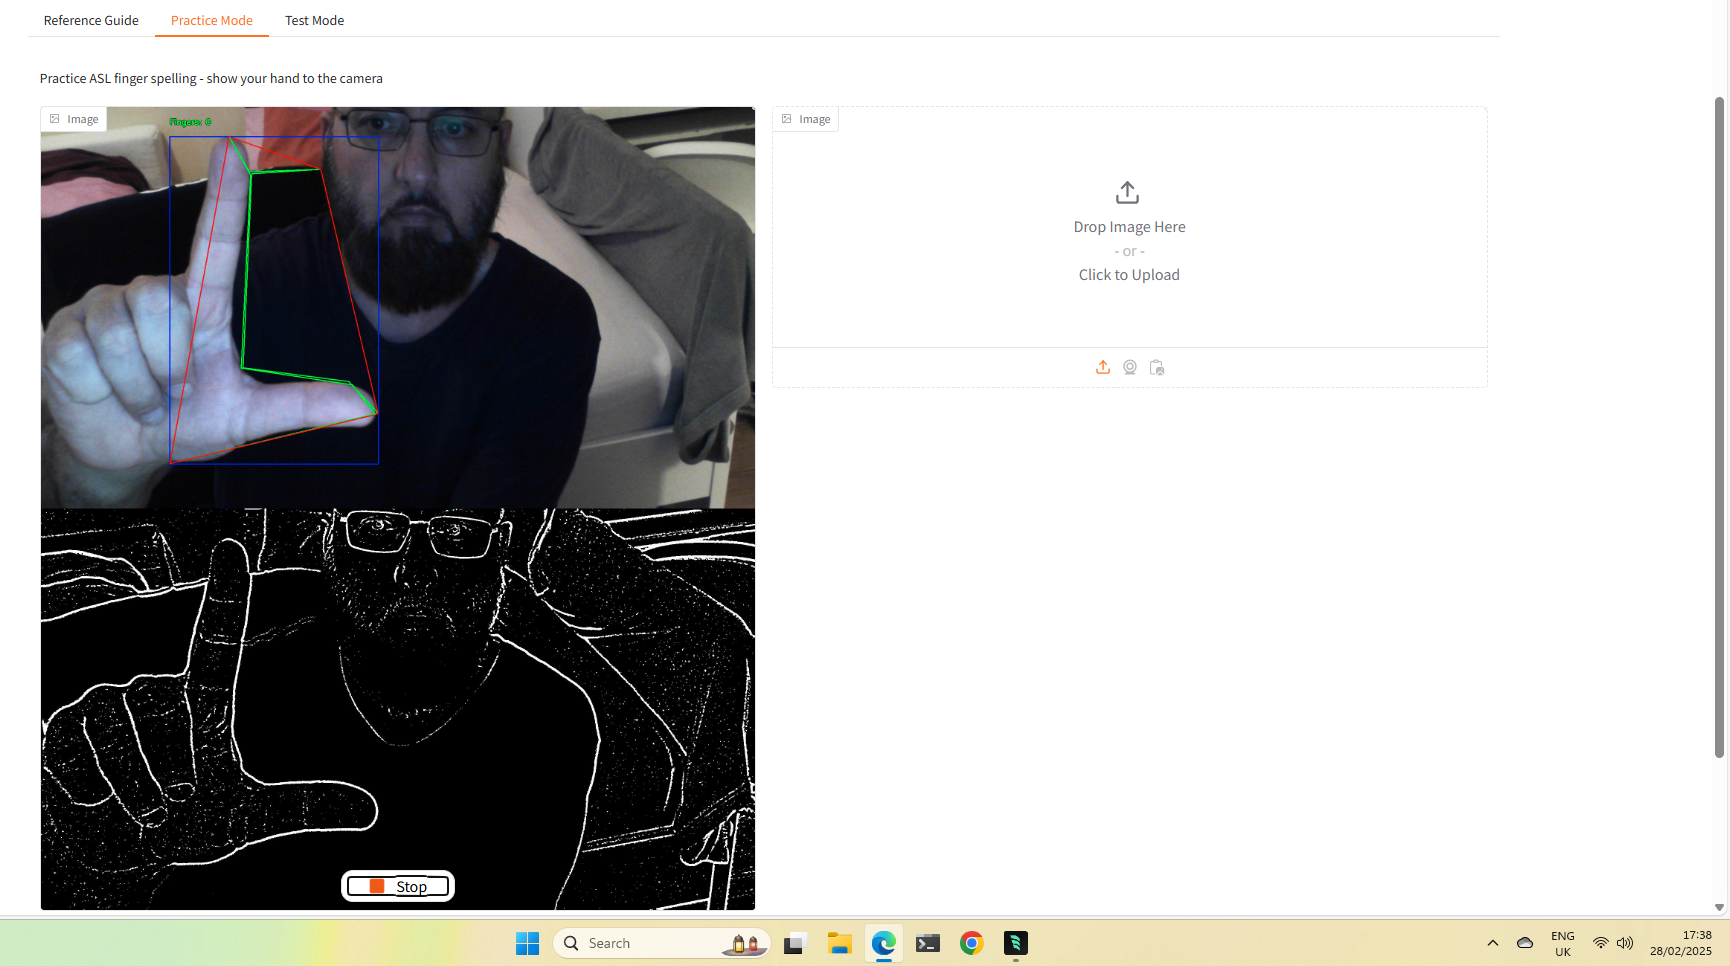 Reference Guide
Practice Mode
Test Mode
Practice ASL finger spelling - show your hand to the camera
Image
Fingers: 0
Image
Drop Image Here
- or -
Click to Upload
Stop
Search
ENG
UK
17:38
28/02/2025